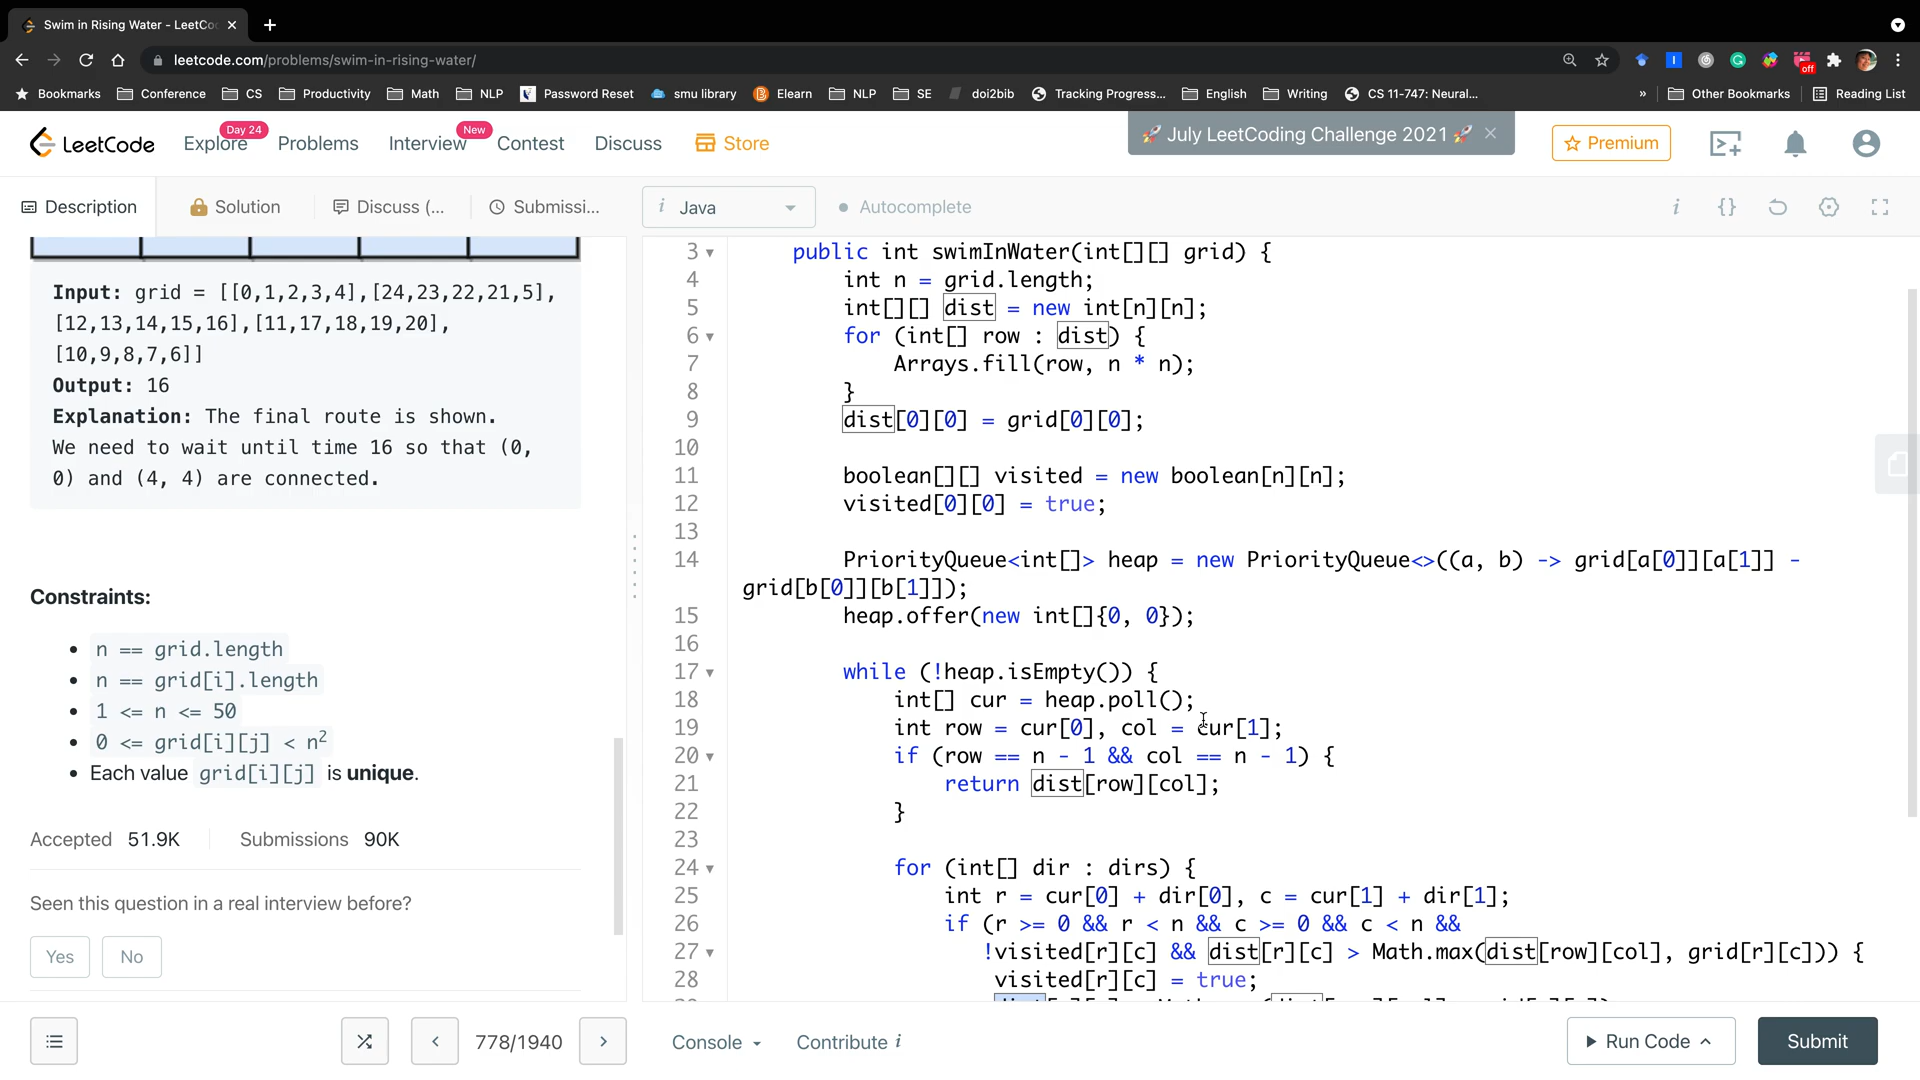 Swim in Rising Water - LeetCo
leetcode.com/problems/swim-in-rising-water/
off
Bookmarks Conference CS Productivity Math NLP Password Reset smu library Elearn NLP SE doi2bib Tracking Progress... English Writing CS 11-747: Neural... » Other Bookmarks Reading List
LeetCode Explore Day 24 Problems Interview New Contest Discuss Store
🚀 July LeetCoding Challenge 2021 🚀 ×
Premium
Description Solution Discuss (... Submissi...
i Java Autocomplete
Input: grid = [[0,1,2,3,4],[24,23,22,21,5],
[12,13,14,15,16],[11,17,18,19,20],
[10,9,8,7,6]]
Output: 16
Explanation: The final route is shown.
We need to wait until time 16 so that (0,
0) and (4, 4) are connected.
Constraints:
n == grid.length
n == grid[i].length
1 <= n <= 50
0 <= grid[i][j] < n²
Each value grid[i][j] is unique.
Accepted 51.9K Submissions 90K
Seen this question in a real interview before?
Yes No
3 public int swimInWater(int[][] grid) {
4 int n = grid.length;
5 int[][] dist = new int[n][n];
6 for (int[] row : dist) {
7 Arrays.fill(row, n * n);
8 }
9 dist[0][0] = grid[0][0];
10
11 boolean[][] visited = new boolean[n][n];
12 visited[0][0] = true;
13
14 PriorityQueue<int[]> heap = new PriorityQueue<>((a, b) -> grid[a[0]][a[1]] -
grid[b[0]][b[1]]);
15 heap.offer(new int[]{0, 0});
16
17 while (!heap.isEmpty()) {
18 int[] cur = heap.poll();
19 int row = cur[0], col = cur[1];
20 if (row == n - 1 && col == n - 1) {
21 return dist[row][col];
22 }
23
24 for (int[] dir : dirs) {
25 int r = cur[0] + dir[0], c = cur[1] + dir[1];
26 if (r >= 0 && r < n && c >= 0 && c < n &&
27 !visited[r][c] && dist[r][c] > Math.max(dist[row][col], grid[r][c])) {
28 visited[r][c] = true;
778/1940
Console Contribute i
Run Code Submit